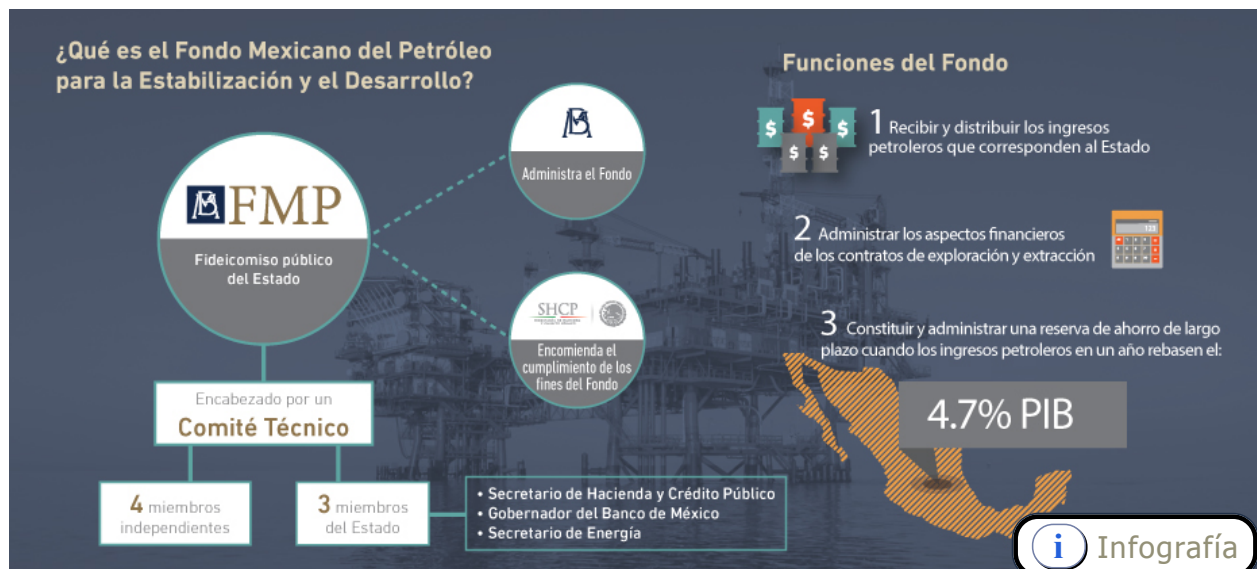 ¿Qué es el Fondo Mexicano del Petróleo
para la Estabilización y el Desarrollo?
FMP
Fideicomiso público
del Estado
Administra el Fondo
SHCP
Encomienda el
cumplimiento de los
fines del Fondo
Encabezado por un
Comité Técnico
4 miembros
independientes
3 miembros
del Estado
• Secretario de Hacienda y Crédito Público
• Gobernador del Banco de México
• Secretario de Energía
Funciones del Fondo
$
$
$
$
$
1 Recibir y distribuir los ingresos
petroleros que corresponden al Estado
2 Administrar los aspectos financieros
de los contratos de exploración y extracción
123
3 Constituir y administrar una reserva de ahorro de largo
plazo cuando los ingresos petroleros en un año rebasen el:
4.7% PIB
i Infografía